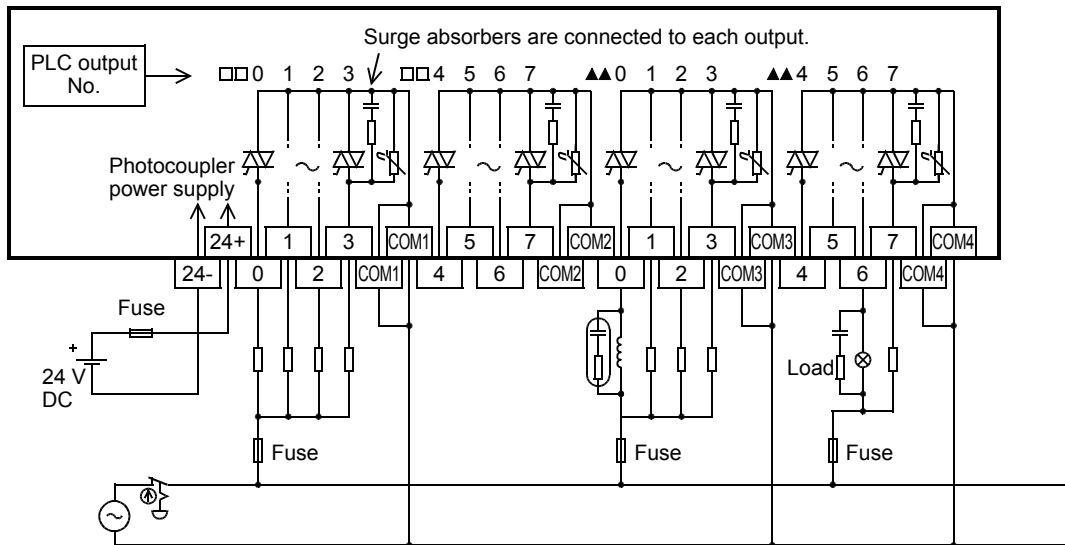 Surge absorbers are connected to each output.
PLC output
No.
□□ 0 1 2 3 □□ 4 5 6 7 ▲▲ 0 1 2 3 ▲▲ 4 5 6 7
Photocoupler
power supply
24+ 1 3 COM1 5 7 COM2 1 3 COM3 5 7 COM4
24- 0 2 COM1 4 6 COM2 0 2 COM3 4 6 COM4
Fuse
+
24 V
DC
Load
Fuse Fuse Fuse